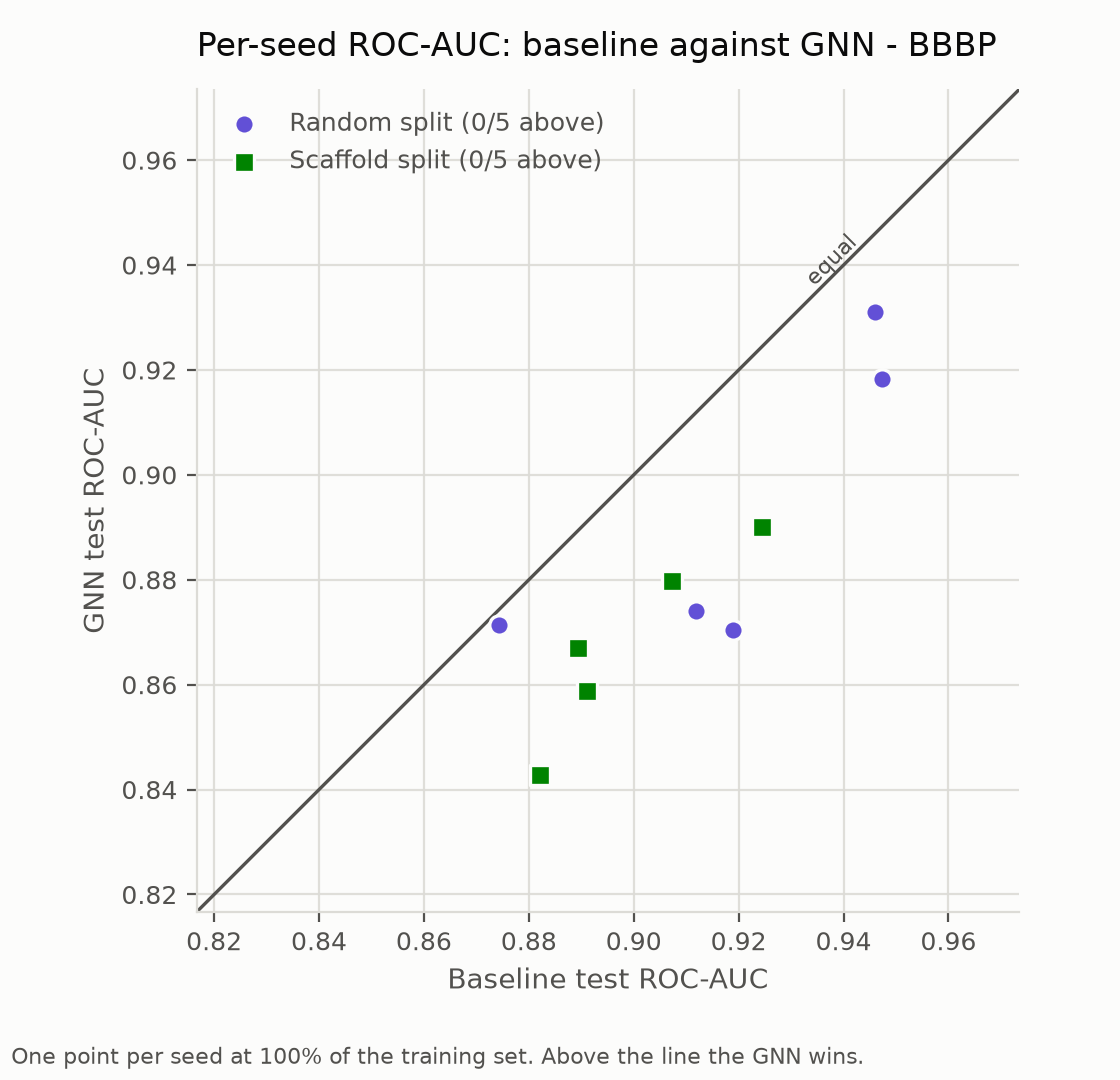 Per-seed ROC-AUC: baseline against GNN - BBBP
Random split (0/5 above)
Scaffold split (0/5 above)
equal
GNN test ROC-AUC
0.96
0.94
0.92
0.90
0.88
0.86
0.84
0.82
0.82 0.84 0.86 0.88 0.90 0.92 0.94 0.96
Baseline test ROC-AUC
One point per seed at 100% of the training set. Above the line the GNN wins.